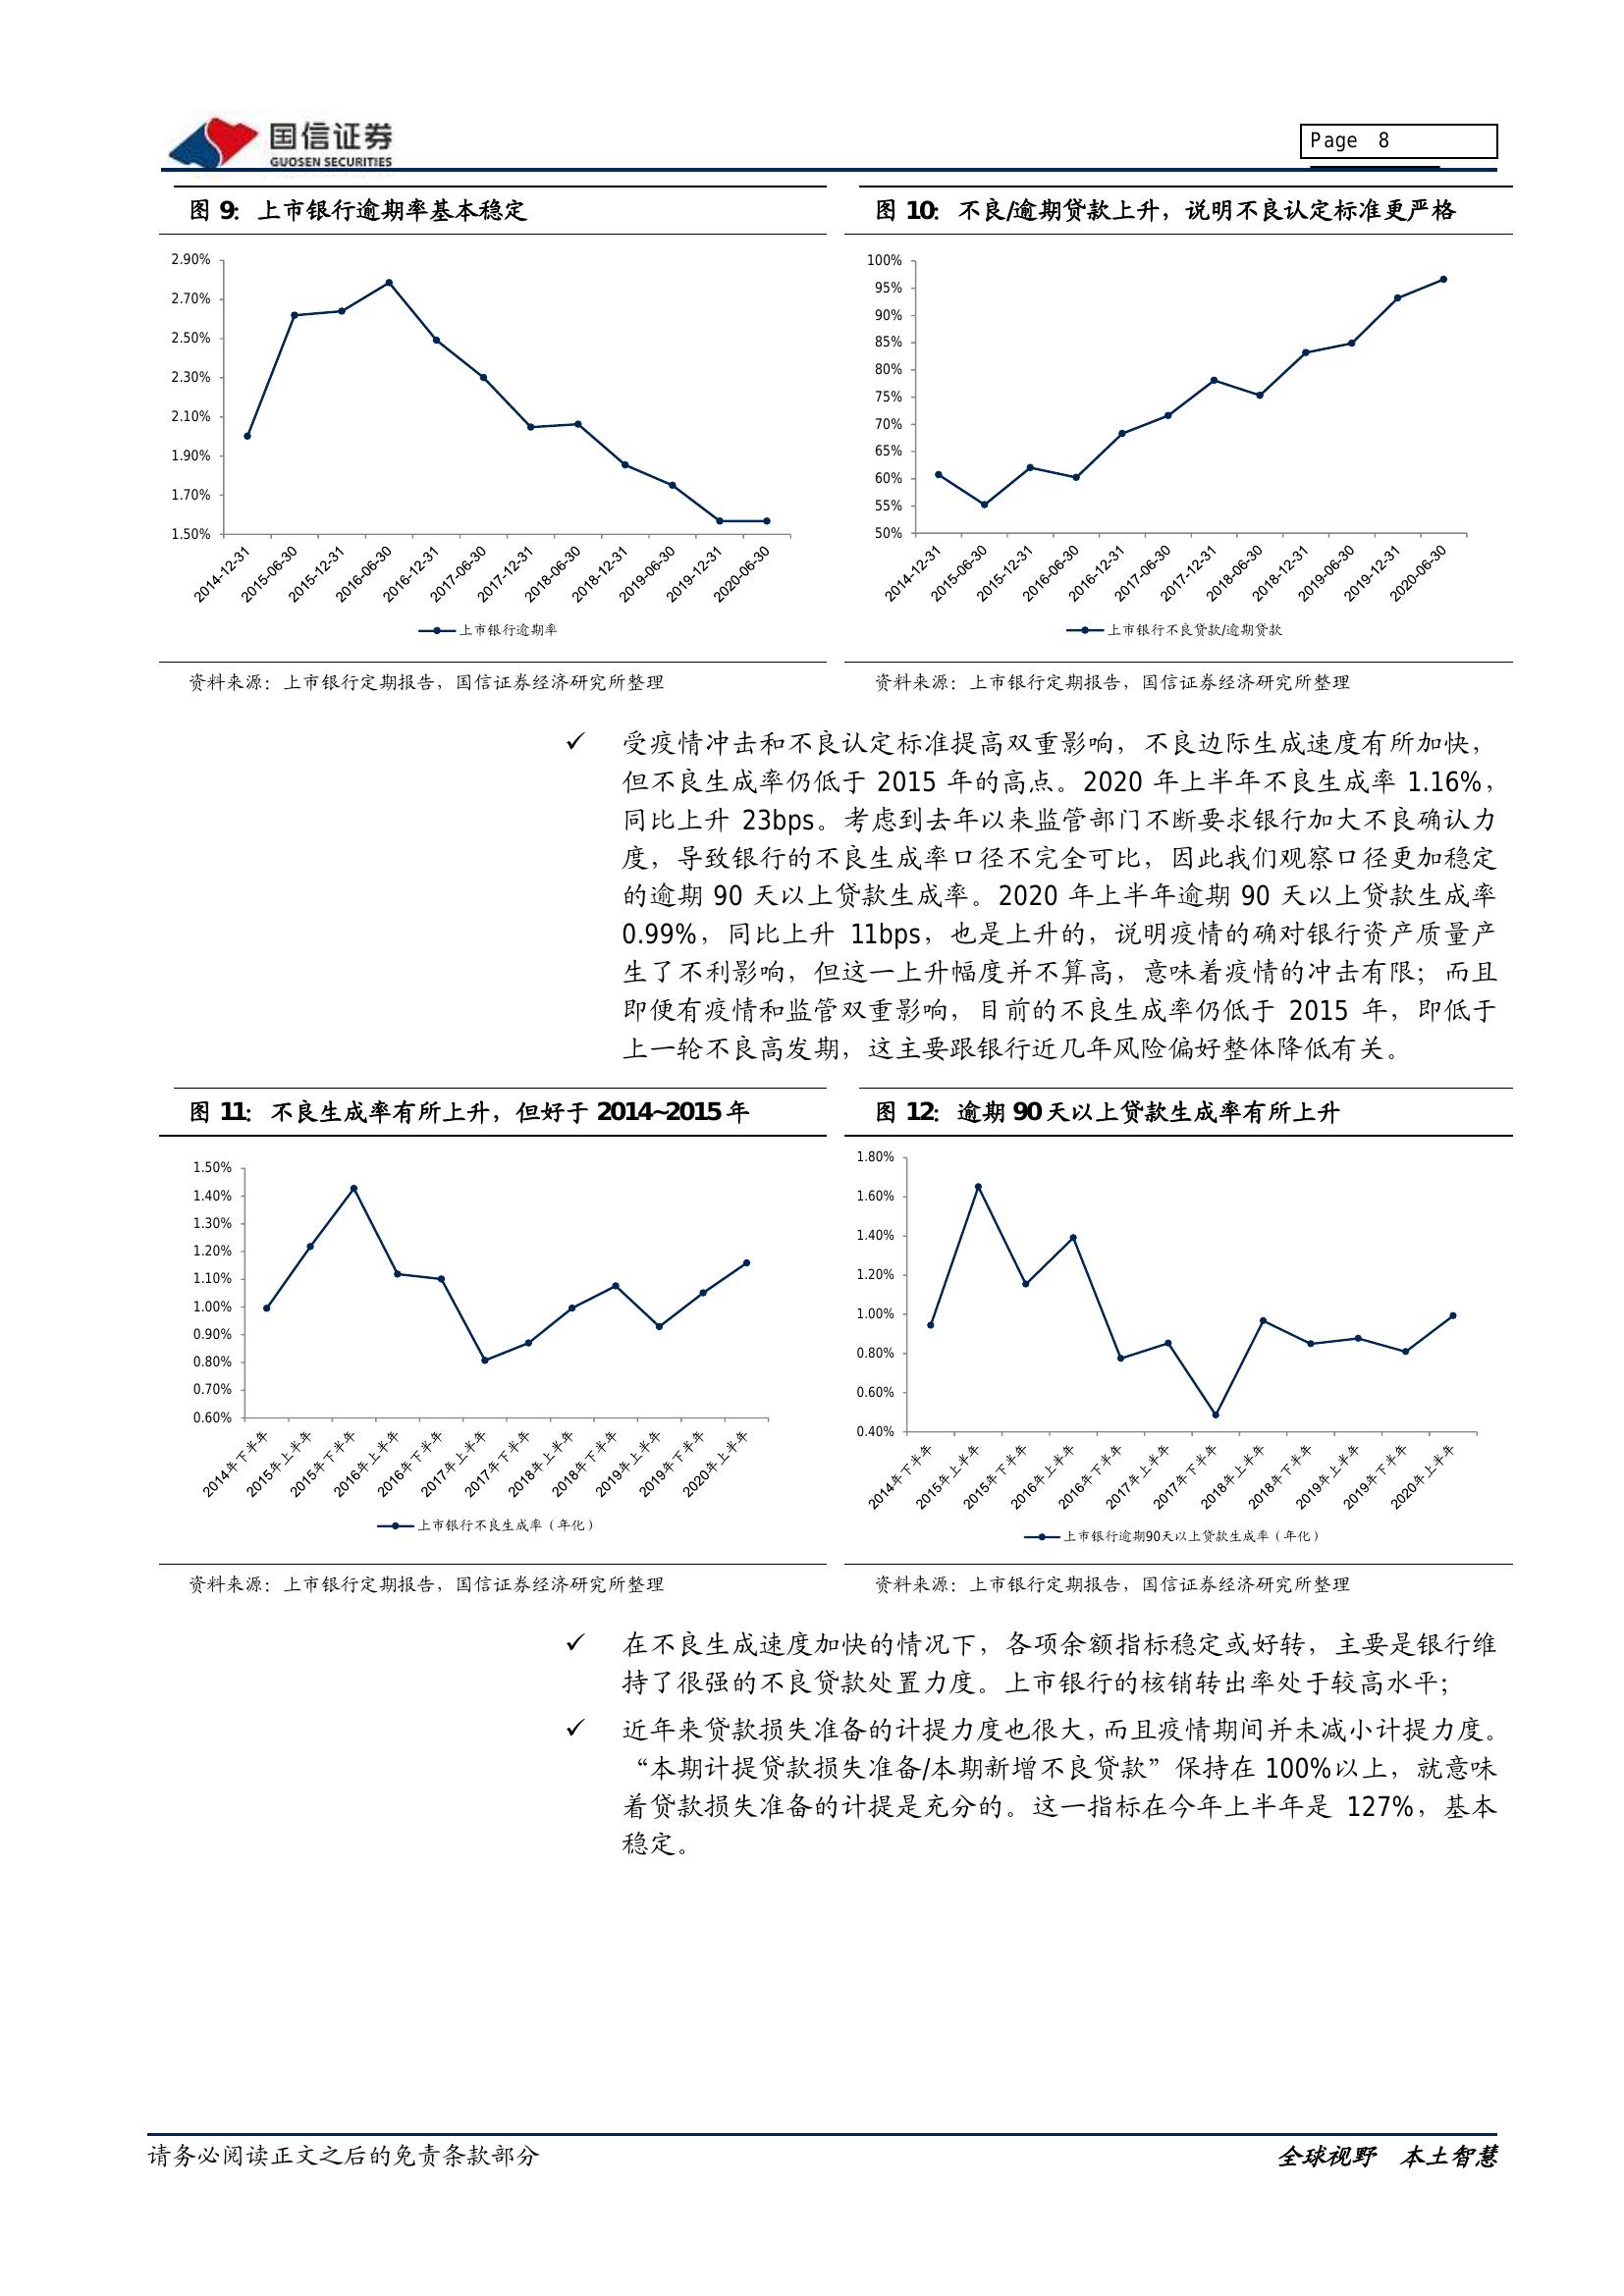 国信证券
GUOSEN SECURITIES
Page 8
图 9: 上市银行逾期率基本稳定
2.90%
2.70%
2.50%
2.30%
2.10%
1.90%
1.70%
1.50%
2014-12-31
2015-06-30
2015-12-31
2016-06-30
2016-12-31
2017-06-30
2017-12-31
2018-06-30
2018-12-31
2019-06-30
2019-12-31
2020-06-30
上市银行逾期率
资料来源：上市银行定期报告，国信证券经济研究所整理
图 10: 不良/逾期贷款上升，说明不良认定标准更严格
100%
95%
90%
85%
80%
75%
70%
65%
60%
55%
50%
2014-12-31
2015-06-30
2015-12-31
2016-06-30
2016-12-31
2017-06-30
2017-12-31
2018-06-30
2018-12-31
2019-06-30
2019-12-31
2020-06-30
上市银行不良贷款/逾期贷款
资料来源：上市银行定期报告，国信证券经济研究所整理
✓ 受疫情冲击和不良认定标准提高双重影响，不良边际生成速度有所加快，
但不良生成率仍低于 2015 年的高点。2020 年上半年不良生成率 1.16%，
同比上升 23bps。考虑到去年以来监管部门不断要求银行加大不良确认力
度，导致银行的不良生成率口径不完全可比，因此我们观察口径更加稳定
的逾期 90 天以上贷款生成率。2020 年上半年逾期 90 天以上贷款生成率
0.99%，同比上升 11bps，也是上升的，说明疫情的确对银行资产质量产
生了不利影响，但这一上升幅度并不算高，意味着疫情的冲击有限；而且
即便有疫情和监管双重影响，目前的不良生成率仍低于 2015 年，即低于
上一轮不良高发期，这主要跟银行近几年风险偏好整体降低有关。
图 11: 不良生成率有所上升，但好于 2014~2015 年
1.50%
1.40%
1.30%
1.20%
1.10%
1.00%
0.90%
0.80%
0.70%
0.60%
2014年下半年
2015年上半年
2015年下半年
2016年上半年
2016年下半年
2017年上半年
2017年下半年
2018年上半年
2018年下半年
2019年上半年
2019年下半年
2020年上半年
上市银行不良生成率（年化）
资料来源：上市银行定期报告，国信证券经济研究所整理
图 12: 逾期 90 天以上贷款生成率有所上升
1.80%
1.60%
1.40%
1.20%
1.00%
0.80%
0.60%
0.40%
2014年下半年
2015年上半年
2015年下半年
2016年上半年
2016年下半年
2017年上半年
2017年下半年
2018年上半年
2018年下半年
2019年上半年
2019年下半年
2020年上半年
上市银行逾期90天以上贷款生成率（年化）
资料来源：上市银行定期报告，国信证券经济研究所整理
✓ 在不良生成速度加快的情况下，各项余额指标稳定或好转，主要是银行维
持了很强的不良贷款处置力度。上市银行的核销转出率处于较高水平；
✓ 近年来贷款损失准备的计提力度也很大，而且疫情期间并未减小计提力度。
“本期计提贷款损失准备/本期新增不良贷款”保持在 100%以上，就意味
着贷款损失准备的计提是充分的。这一指标在今年上半年是 127%，基本
稳定。
请务必阅读正文之后的免责条款部分
全球视野 本土智慧